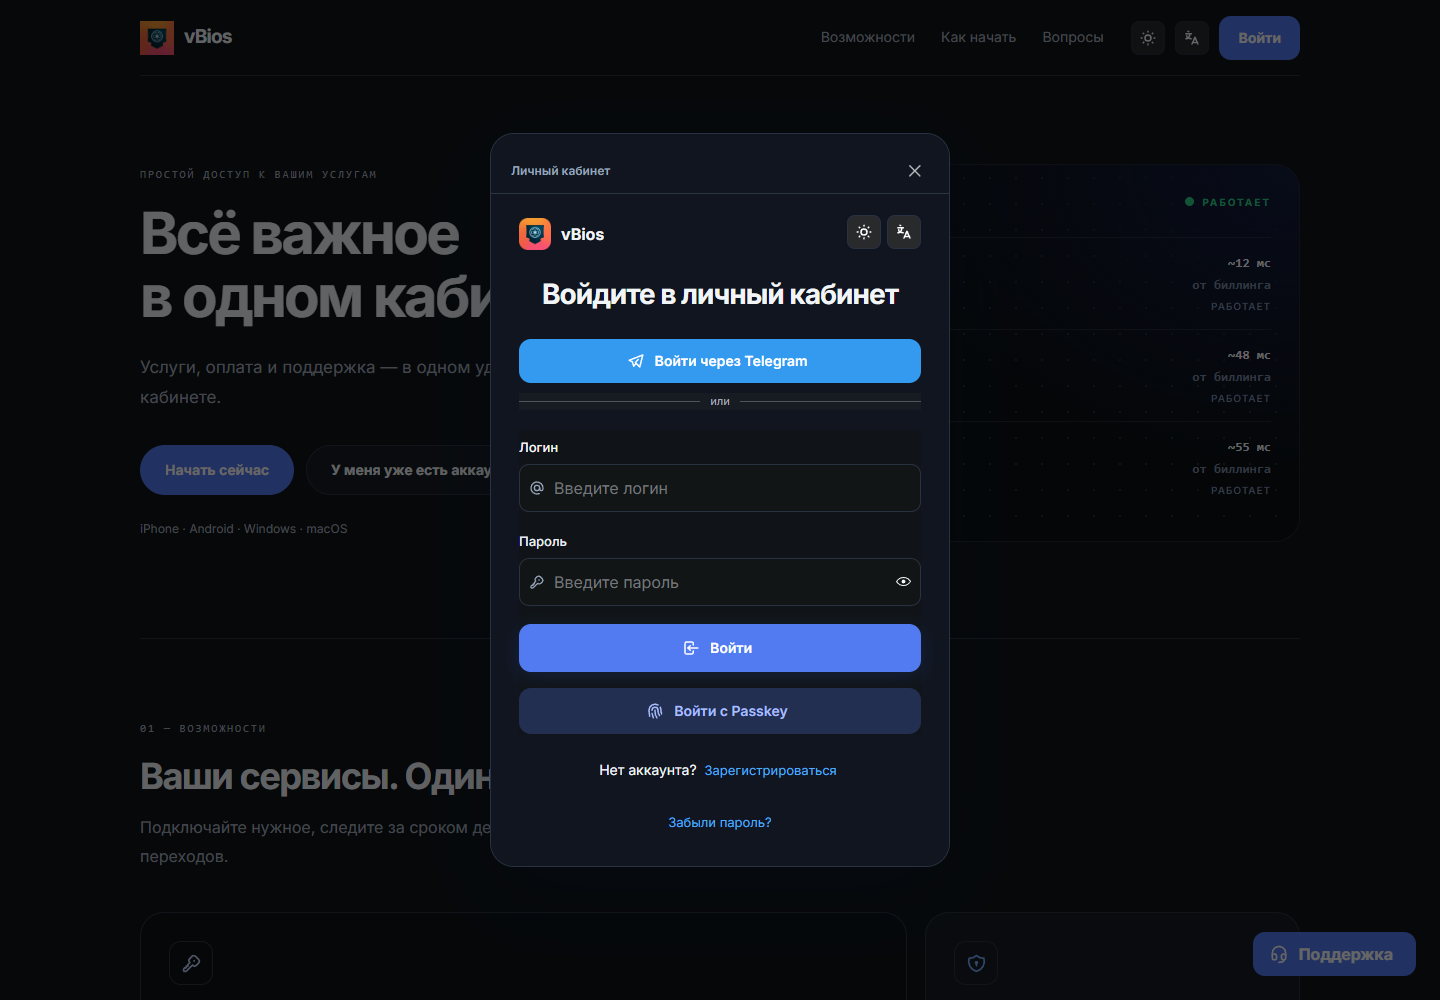 vBios
Возможности
Как начать
Вопросы
Войти
ПРОСТОЙ ДОСТУП К ВАШИМ УСЛУГАМ
Всё важное
в одном
Услуги, оплата и поддержка — в одном
кабинете.
Начать сейчас
У меня уже есть
iPhone · Android · Windows · macOS
Личный кабинет
vBios
Войдите в личный кабинет
Войти через Telegram
или
Логин
Введите логин
Пароль
Введите пароль
Войти
Войти с Passkey
Нет аккаунта? Зарегистрироваться
Забыли пароль?
РАБОТАЕТ
~12 мс
от биллинга
РАБОТАЕТ
~48 мс
от биллинга
РАБОТАЕТ
~55 мс
от биллинга
РАБОТАЕТ
01 — ВОЗМОЖНОСТИ
Ваши сервисы. Один
Подключайте нужное, следите за сроком
переходов.
Поддержка